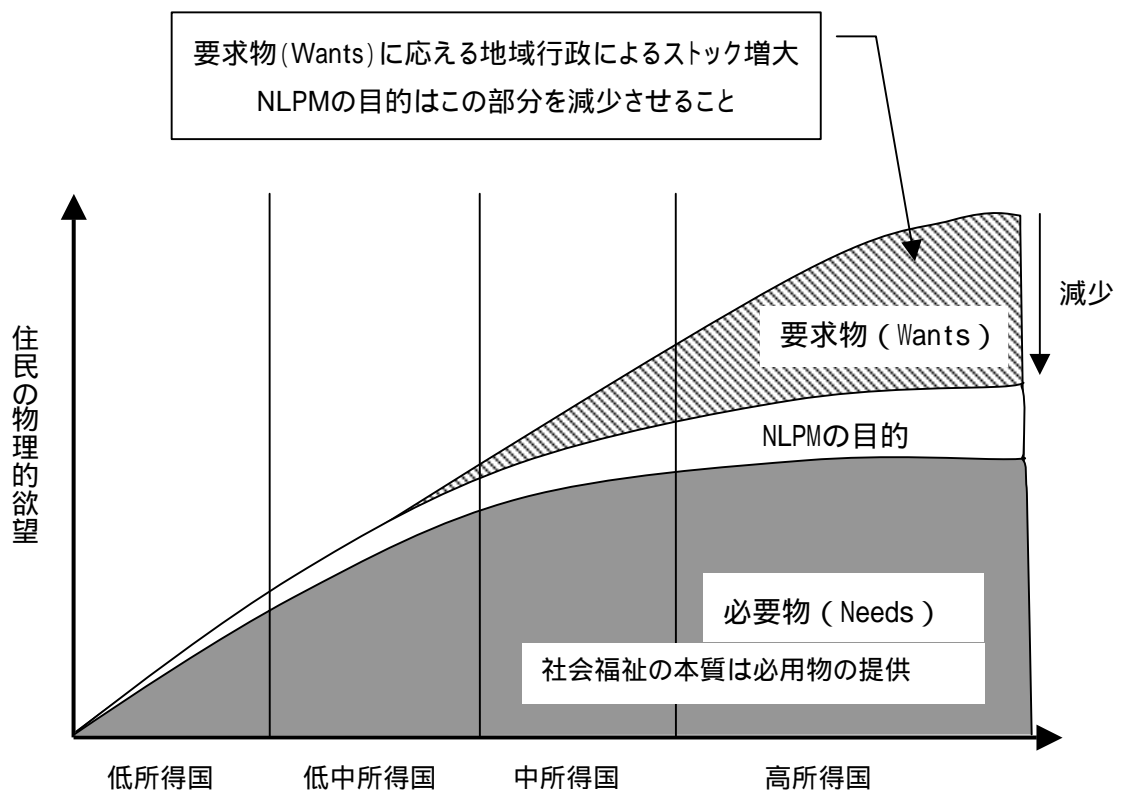 要求物(Wants)に応える地域行政によるストック増大
NLPMの目的はこの部分を減少させること
減少
住民の物理的欲望
要求物(Wants)
NLPMの目的
必要物(Needs)
社会福祉の本質は必用物の提供
低所得国 低中所得国 中所得国 高所得国